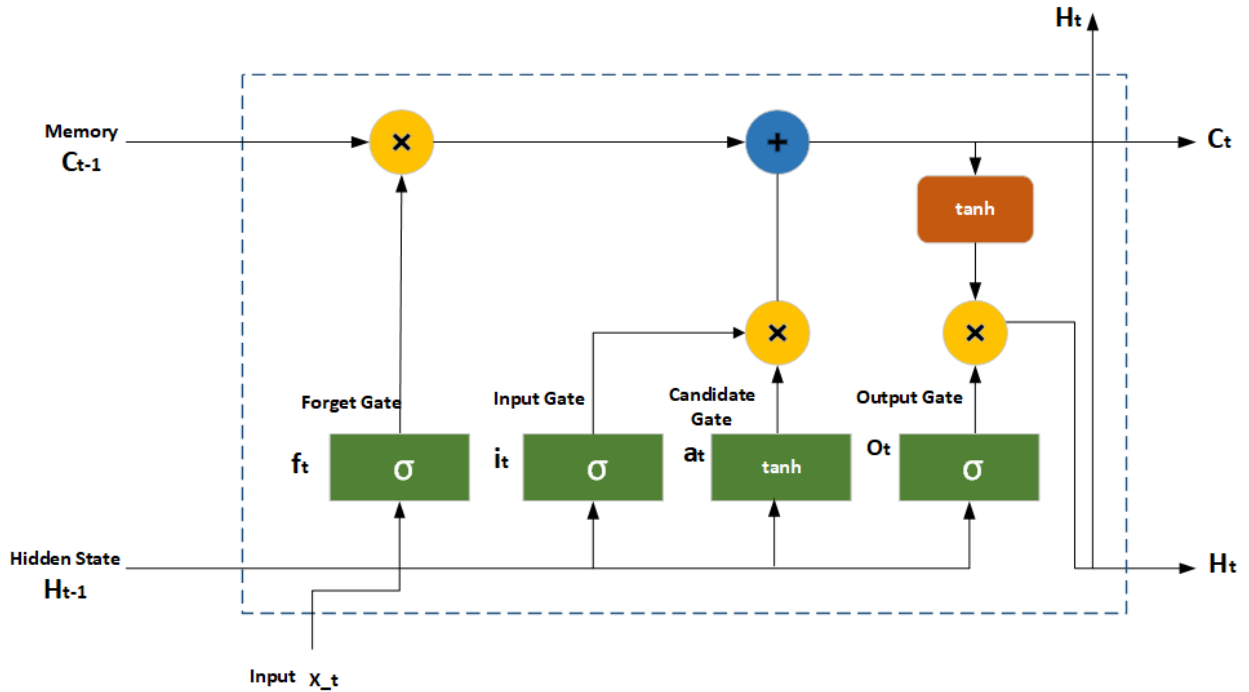 Ht
Memory
Ct-1
×
+
Ct
tanh
×
×
Forget Gate
Input Gate
Candidate
Gate
Output Gate
ft
σ
it
σ
at
tanh
Ot
σ
Hidden State
Ht-1
Ht
Input X_t